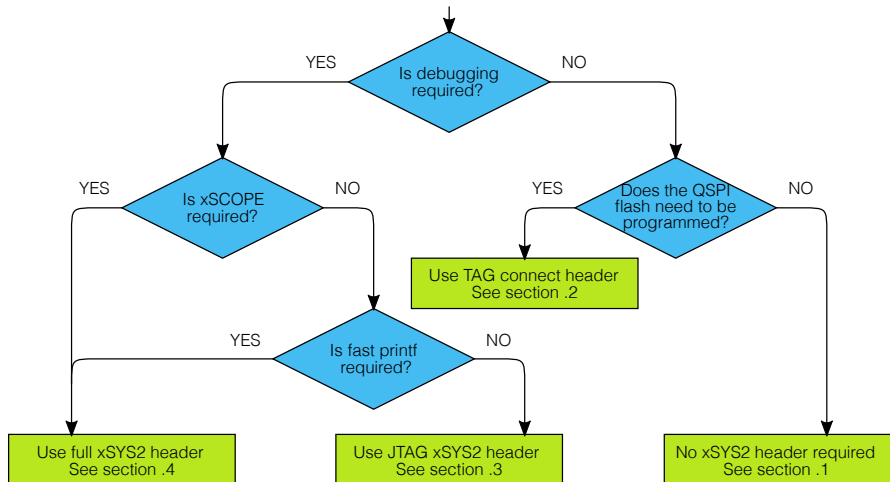 YES
Is debugging
required?
NO
YES
Is xSCOPE
required?
NO
YES
Does the QSPI
flash need to be
programmed?
NO
Use TAG connect header
See section .2
YES
Is fast printf
required?
NO
Use full xSYS2 header
See section .4
Use JTAG xSYS2 header
See section .3
No xSYS2 header required
See section .1